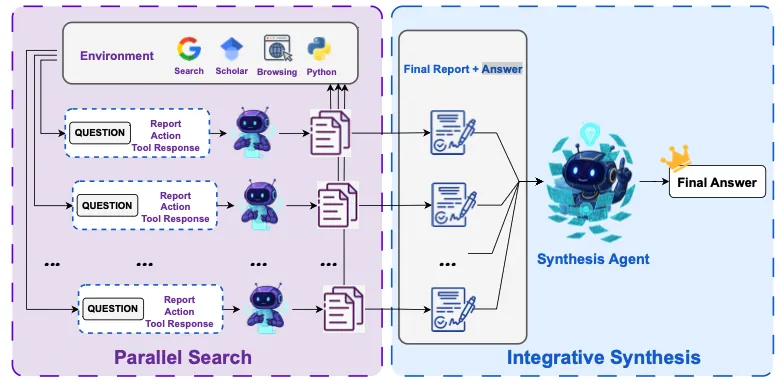 Environment
Search
Scholar
Browsing
Python
QUESTION
Report
Action
Tool Response
QUESTION
Report
Action
Tool Response
...
...
...
...
QUESTION
Report
Action
Tool Response
Parallel Search
Final Report + Answer
...
Synthesis Agent
Final Answer
Integrative Synthesis